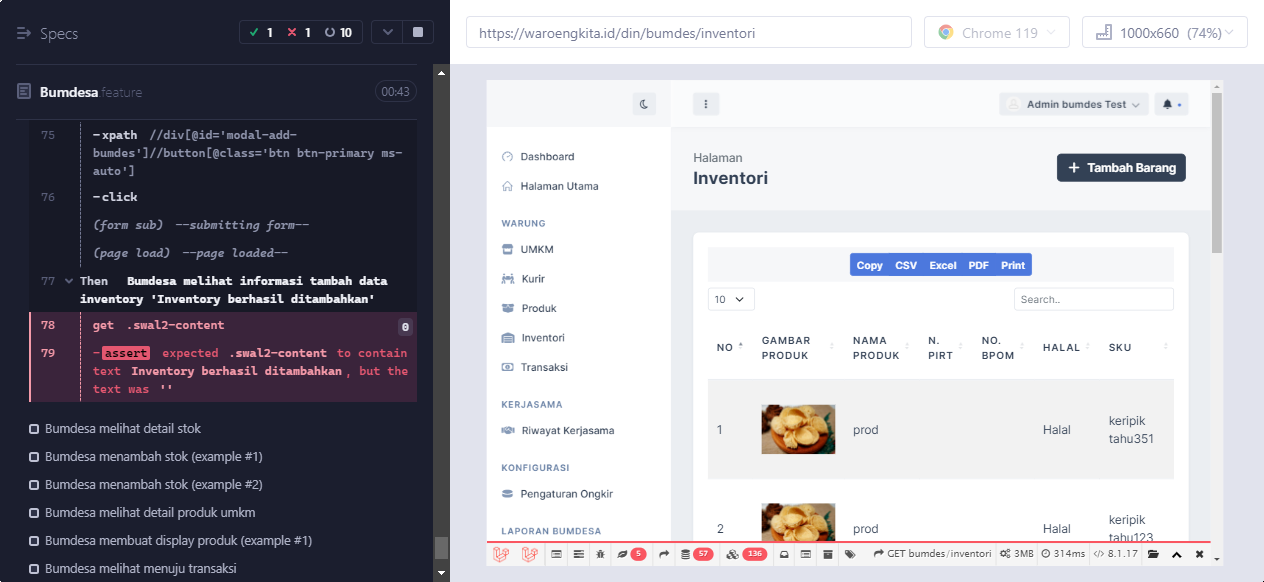 Specs
1
1
10
https://waroengkita.id/din/bumdes/inventori
Chrome 119
1000x660 (74%)
Bumdesa.feature
00:43
75
-xpath //div[@id='modal-add-
bumdes']//button[@class='btn btn-primary ms-
auto']
76
-click
(form sub) --submitting form--
(page load) --page loaded--
77
Then Bumdesa melihat informasi tambah data
inventory 'Inventory berhasil ditambahkan'
78
get .swal2-content
0
79
-assert expected .swal2-content to contain
text Inventory berhasil ditambahkan, but the
text was ''
Bumdesa melihat detail stok
Bumdesa menambah stok (example #1)
Bumdesa menambah stok (example #2)
Bumdesa melihat detail produk umkm
Bumdesa membuat display produk (example #1)
Bumdesa melihat menuju transaksi
Admin bumdes Test
Dashboard
Halaman Utama
WARUNG
UMKM
Kurir
Produk
Inventori
Transaksi
KERJASAMA
Riwayat Kerjasama
KONFIGURASI
Pengaturan Ongkir
LAPORAN BUMDESA
Halaman
Inventori
+ Tambah Barang
Copy CSV Excel PDF Print
10
Search..
NO
GAMBAR
PRODUK
NAMA
PRODUK
N.
PIRT
NO.
BPOM
HALAL
SKU
1
prod
Halal
keripik
tahu351
2
prod
Halal
keripik
tahu123
5
57
136
GET bumdes/inventori
3MB
314ms
8.1.17